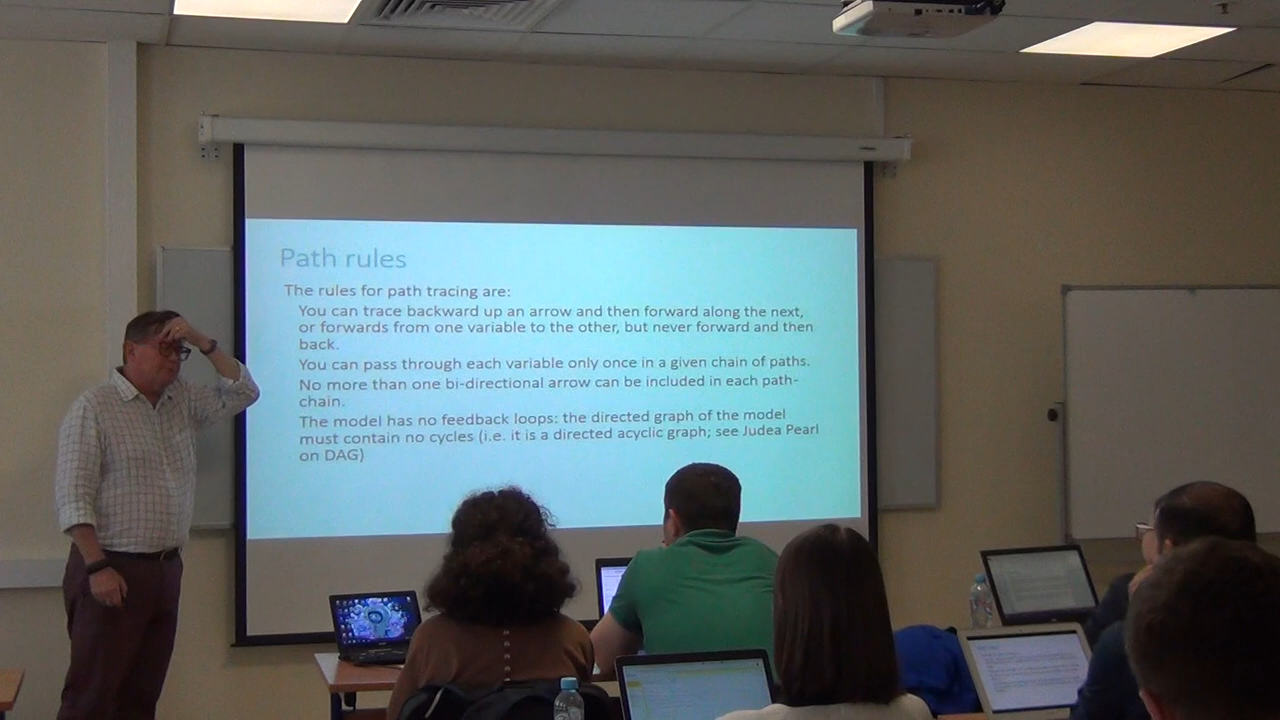 Path rules
The rules for path tracing are:
You can trace backward up an arrow and then forward along the next,
or forwards from one variable to the other, but never forward and then
back.
You can pass through each variable only once in a given chain of paths.
No more than one bi-directional arrow can be included in each path-
chain.
The model has no feedback loops: the directed graph of the model
must contain no cycles (i.e. it is a directed acyclic graph; see Judea Pearl
on DAG)